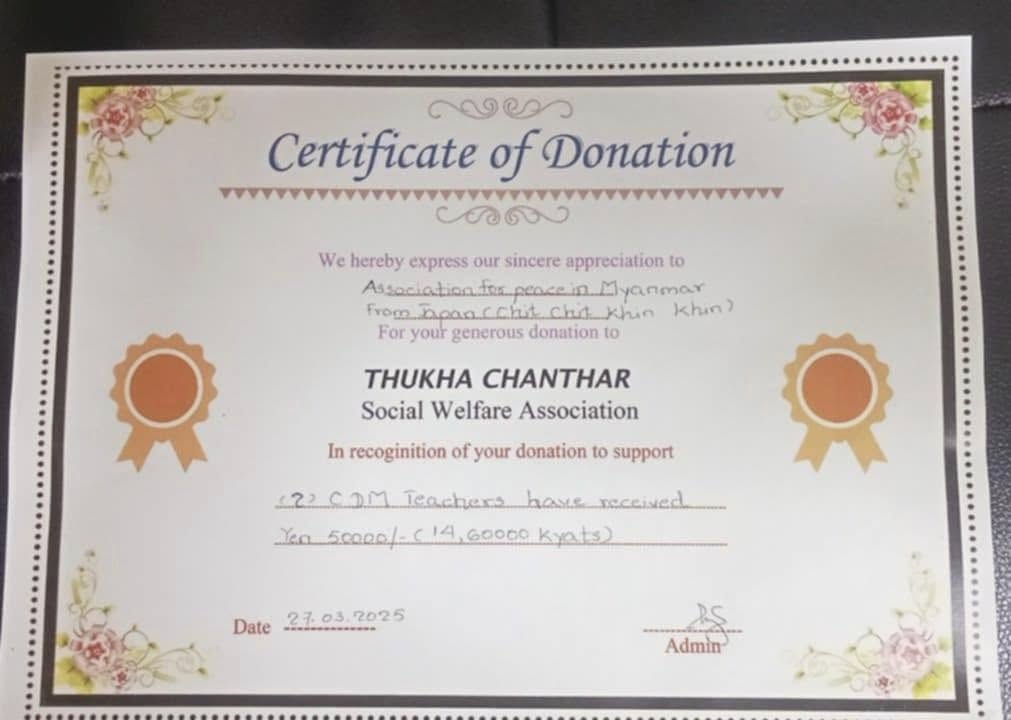 Certificate of Donation
We hereby express our sincere appreciation to
Association for peace in Myanmar
From Japan (Chit Chit Khin Khin)
For your generous donation to
THUKHA CHANTHAR
Social Welfare Association
In recoginition of your donation to support
(2) CDM Teachers have received
Yen 50000/- (14,60000 Kyats)
Date 27.03.2025
Admin